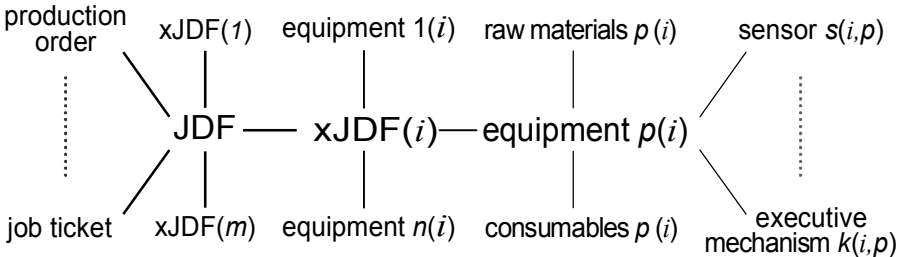 production
order
xJDF(1)
equipment 1(i)
raw materials p (i)
sensor s(i,p)
JDF
xJDF(i)
equipment p(i)
job ticket
xJDF(m)
equipment n(i)
consumables p (i)
executive
mechanism k(i,p)